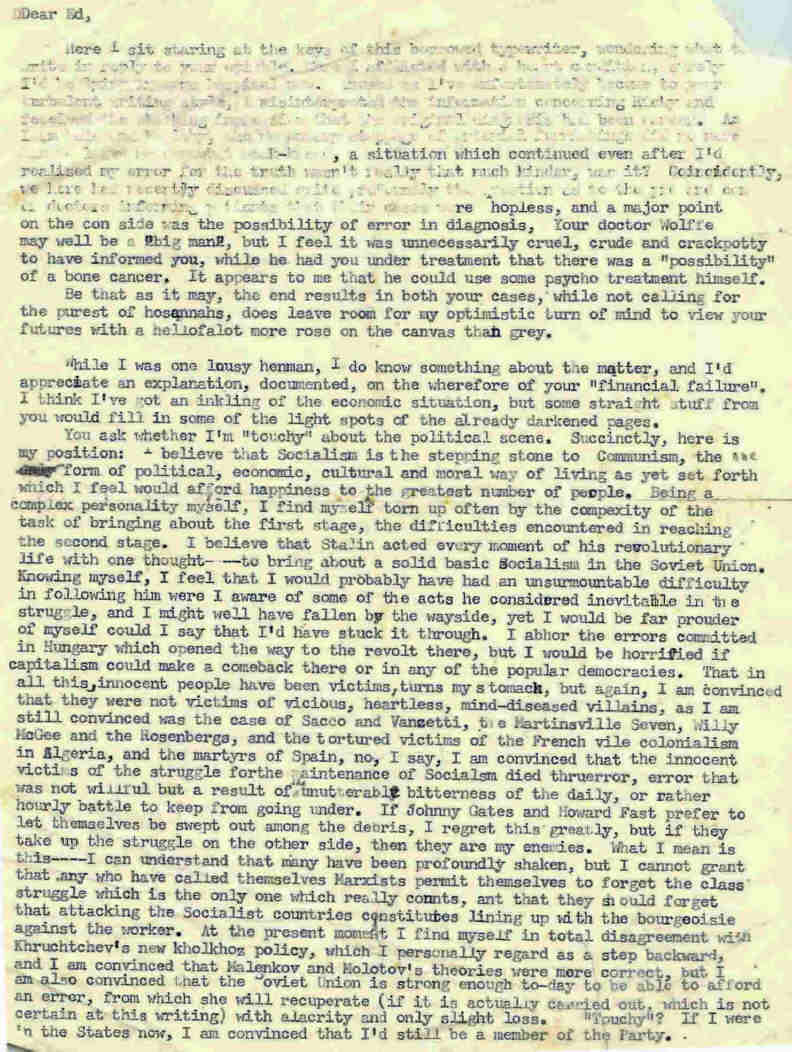 Dear Ed,
Here I sit staring at the keys of this borrowed typewriter, wondering what to
write in reply to your
I'd be
turbulent writing
received the
, a situation which continued even after I'd
realised my error for the truth wasn't really that much kinder, was it? Coincidently,
we here had recently discussed quite the question as to the
of doctors informing that their cases were hopless, and a major point
on the con side was the possibility of error in diagnosis, Your doctor Wolffe
may well be a "big man", but I feel it was unnecessarily cruel, crude and crackpotty
to have informed you, while he had you under treatment that there was a "possibility"
of a bone cancer. It appears to me that he could use some psycho treatment himself.
Be that as it may, the end results in both your cases, while not calling for
the purest of hosannahs, does leave room for my optimistic turn of mind to view your
futures with a hellofalot more rose on the canvas than grey.
While I was one lousy henman, I do know something about the matter, and I'd
appreciate an explanation, documented, on the wherefore of your "financial failure".
I think I've got an inkling of the economic situation, but some straight stuff from
you would fill in some of the light spots of the already darkened pages.
You ask whether I'm "touchy" about the political scene. Succinctly, here is
my position: I believe that Socialism is the stepping stone to Communism, the
form of political, economic, cultural and moral way of living as yet set forth
which I feel would afford happiness to the greatest number of people. Being a
complex personality myself, I find myself torn up often by the compexity of the
task of bringing about the first stage, the difficulties encountered in reaching
the second stage. I believe that Stalin acted every moment of his revolutionary
life with one thought-----to bring about a solid basic Socialism in the Soviet Union.
Knowing myself, I feel that I would probably have had an unsurmountable difficulty
in following him were I aware of some of the acts he considered inevitable in the
struggle, and I might well have fallen by the wayside, yet I would be far prouder
of myself could I say that I'd have stuck it through. I abhor the errors committed
in Hungary which opened the way to the revolt there, but I would be horrified if
capitalism could make a comeback there or in any of the popular democracies. That in
all this, innocent people have been victims, turns my stomach, but again, I am convinced
that they were not victims of vicious, heartless, mind-diseased villains, as I am
still convinced was the case of Sacco and Vanzetti, the Martinsville Seven, Willy
McGee and the Rosenbergs, and the tortured victims of the French vile colonialism
in Algeria, and the martyrs of Spain, no, I say, I am convinced that the innocent
victims of the struggle forthe maintenance of Socialsm died thruerror, error that
was not willful but a result of the unutterable bitterness of the daily, or rather
hourly battle to keep from going under. If Johnny Gates and Howard Fast prefer to
let themselves be swept out among the debris, I regret this greatly, but if they
take up the struggle on the other side, then they are my enemies. What I mean is
this----I can understand that many have been profoundly shaken, but I cannot grant
that any who have called themselves Marxists permit themselves to forget the class
struggle which is the only one which really connts, ant that they should forget
that attacking the Socialist countries constitutes lining up with the bourgeoisie
against the worker. At the present moment I find myself in total disagreement with
Khruchtchev's new kholkhoz policy, which I personally regard as a step backward,
and I am convinced that Malenkov and Molotov's theories were more correct, but I
am also convinced that the Soviet Union is strong enough to-day to be able to afford
an error, from which she will recuperate (if it is actually carried out, which is not
certain at this writing) with alacrity and only slight loss. "Touchy"? If I were
in the States now, I am convinced that I'd still be a member of the Party.